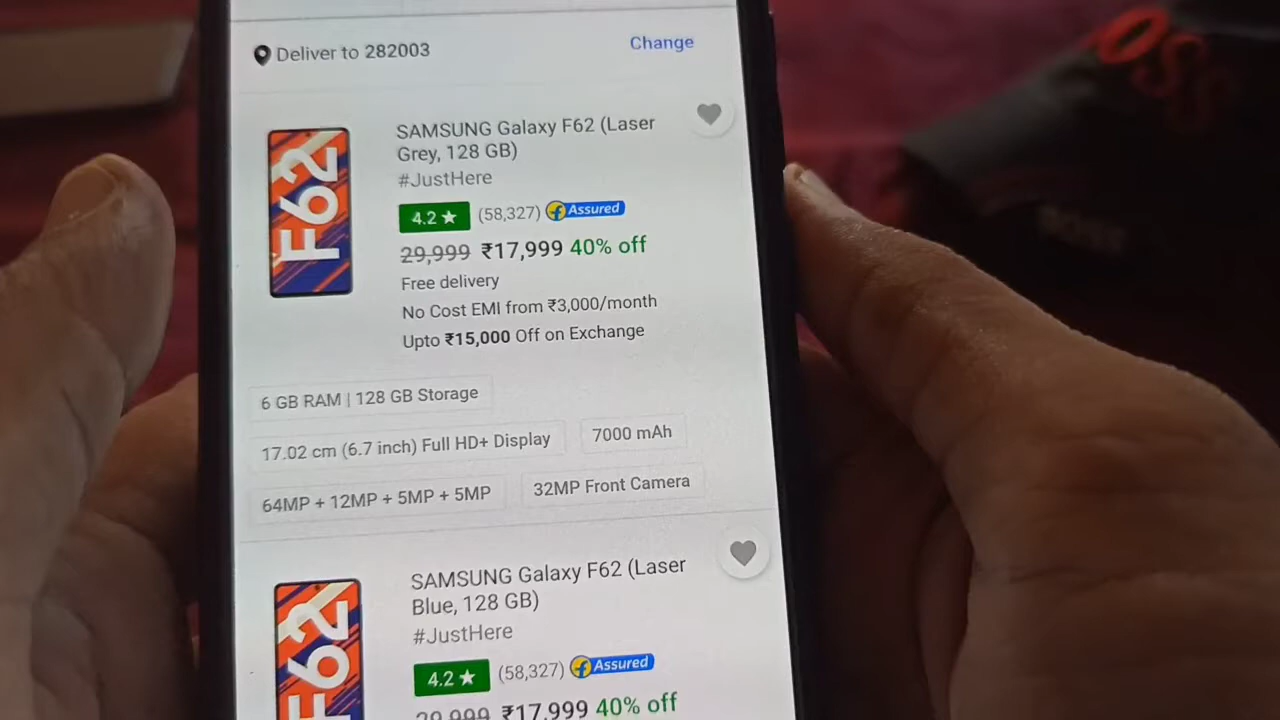 Deliver to 282003
Change
SAMSUNG Galaxy F62 (Laser
Grey, 128 GB)
#JustHere
4.2★ (58,327) Assured
29,999 ₹17,999 40% off
Free delivery
No Cost EMI from ₹3,000/month
Upto ₹15,000 Off on Exchange
F62
6 GB RAM | 128 GB Storage
17.02 cm (6.7 inch) Full HD+ Display
7000 mAh
64MP + 12MP + 5MP + 5MP
32MP Front Camera
SAMSUNG Galaxy F62 (Laser
Blue, 128 GB)
#JustHere
4.2★ (58,327) Assured
29,999 ₹17,999 40% off
F62